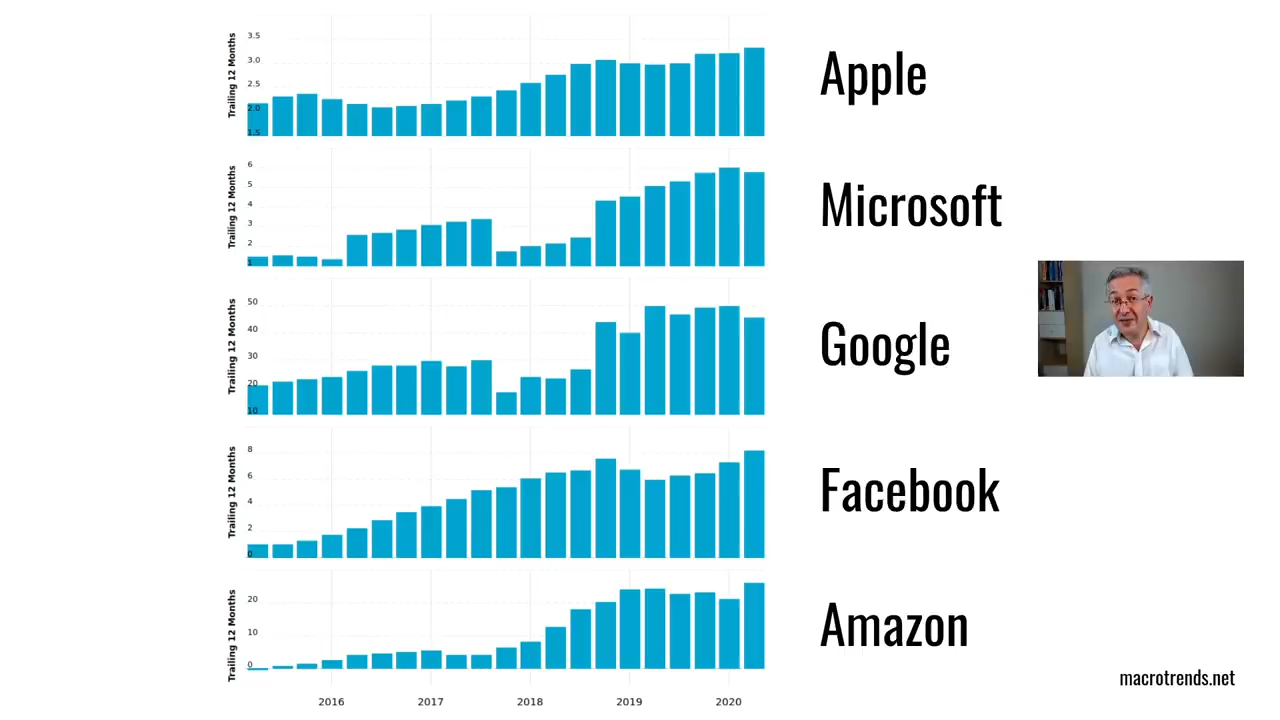 Trailing 12 Months
3.5
3.0
2.5
2.0
1.5
Apple
Trailing 12 Months
6
5
4
3
2
1
Microsoft
Trailing 12 Months
50
40
30
20
10
Google
Trailing 12 Months
8
6
4
2
0
Facebook
Trailing 12 Months
20
10
0
Amazon
2016 2017 2018 2019 2020
macrotrends.net